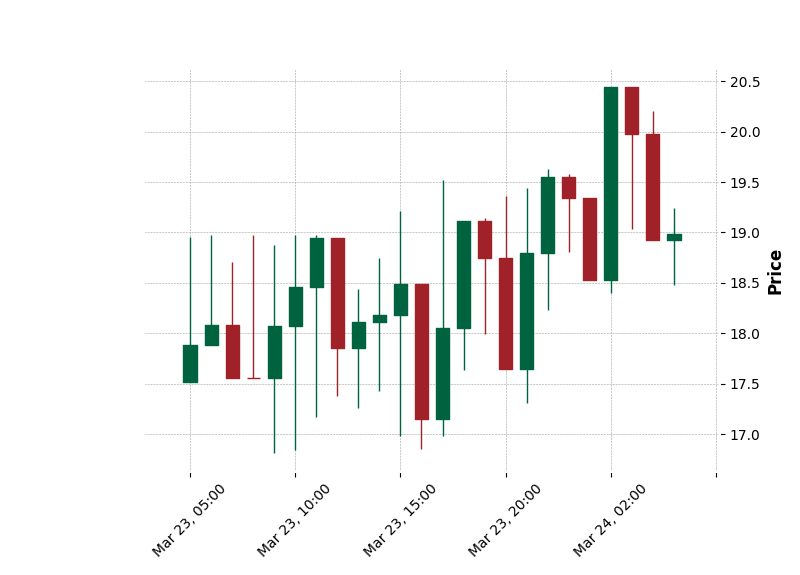 20.5
20.0
19.5
19.0
18.5
18.0
17.5
17.0
Price
Mar 23, 05:00
Mar 23, 10:00
Mar 23, 15:00
Mar 23, 20:00
Mar 24, 02:00